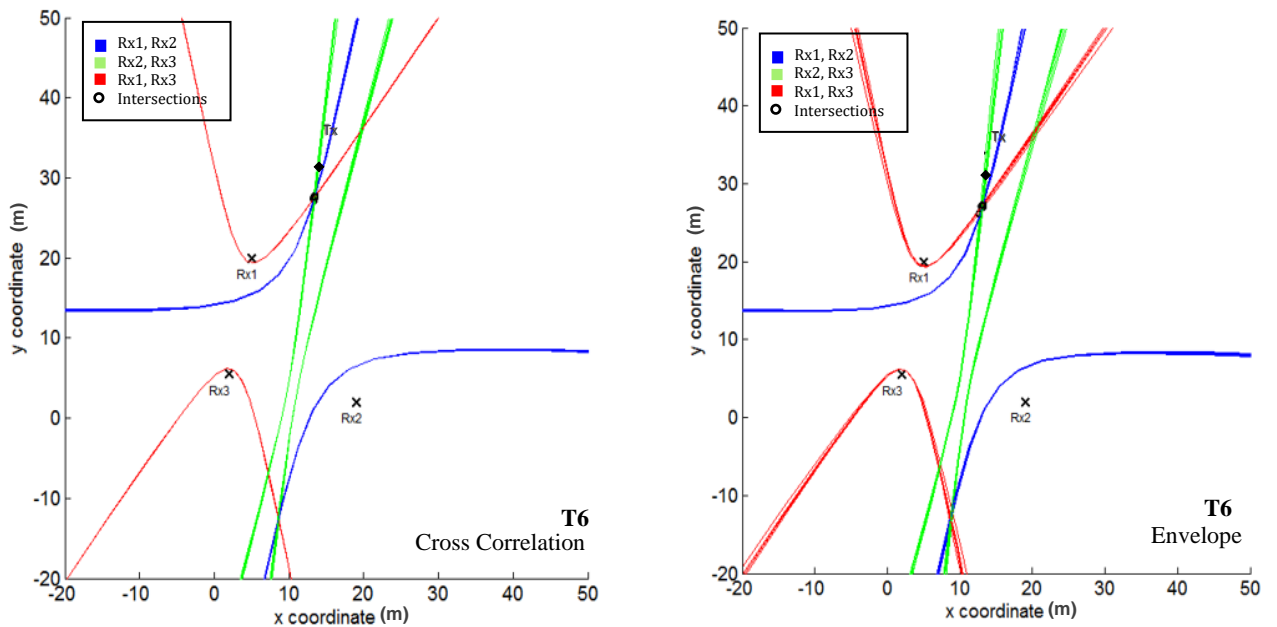 50
40
30
20
10
0
-10
-20
-20
-10
0
10
20
30
40
50
y coordinate (m)
x coordinate (m)
Rx1, Rx2
Rx2, Rx3
Rx1, Rx3
Intersections
Tx
Rx1
Rx3
Rx2
T6
Cross Correlation
50
40
30
20
10
0
-10
-20
-20
-10
0
10
20
30
40
50
y coordinate (m)
x coordinate (m)
Rx1, Rx2
Rx2, Rx3
Rx1, Rx3
Intersections
Tx
Rx1
Rx3
Rx2
T6
Envelope